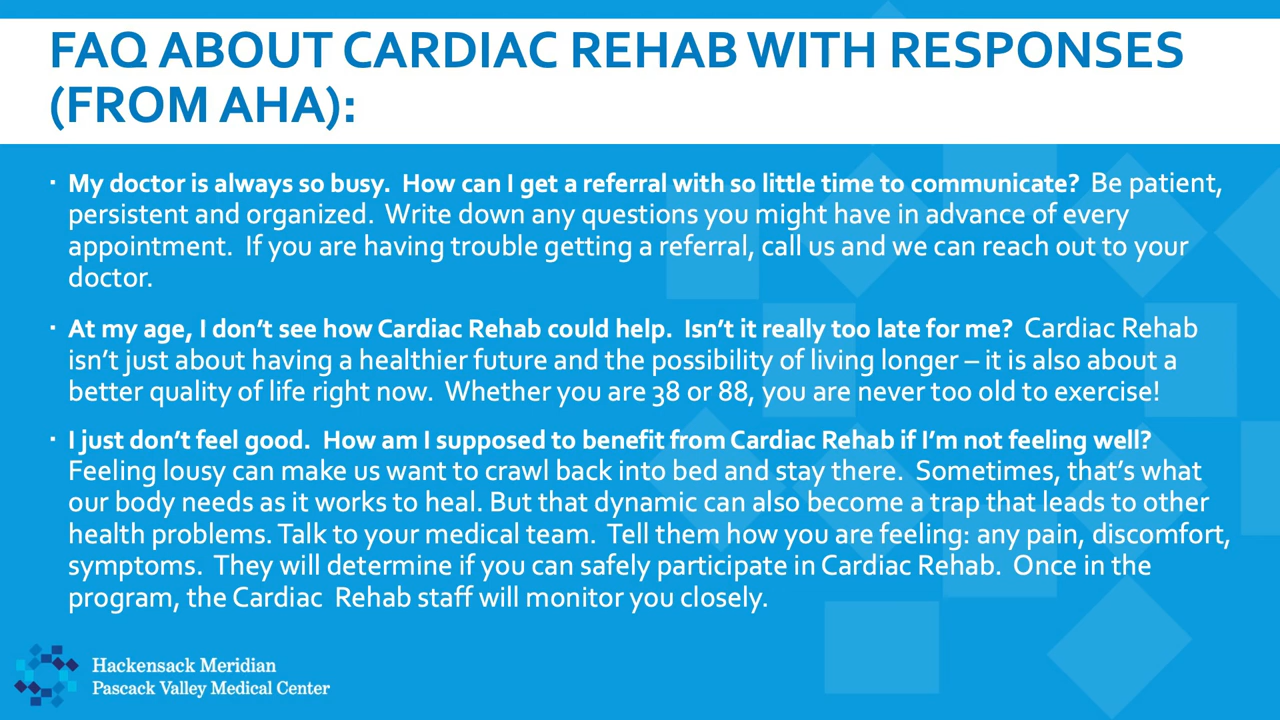 FAQ ABOUT CARDIAC REHAB WITH RESPONSES
(FROM AHA):
▪ My doctor is always so busy.  How can I get a referral with so little time to communicate?  Be patient,
persistent and organized.  Write down any questions you might have in advance of every
appointment.  If you are having trouble getting a referral, call us and we can reach out to your
doctor.
▪ At my age, I don’t see how Cardiac Rehab could help.  Isn’t it really too late for me?  Cardiac Rehab
isn’t just about having a healthier future and the possibility of living longer – it is also about a
better quality of life right now.  Whether you are 38 or 88, you are never too old to exercise!
▪ I just don’t feel good.  How am I supposed to benefit from Cardiac Rehab if I’m not feeling well?
Feeling lousy can make us want to crawl back into bed and stay there.  Sometimes, that’s what
our body needs as it works to heal. But that dynamic can also become a trap that leads to other
health problems. Talk to your medical team.  Tell them how you are feeling: any pain, discomfort,
symptoms.  They will determine if you can safely participate in Cardiac Rehab.  Once in the
program, the Cardiac  Rehab staff will monitor you closely.
Hackensack Meridian
Pascack Valley Medical Center